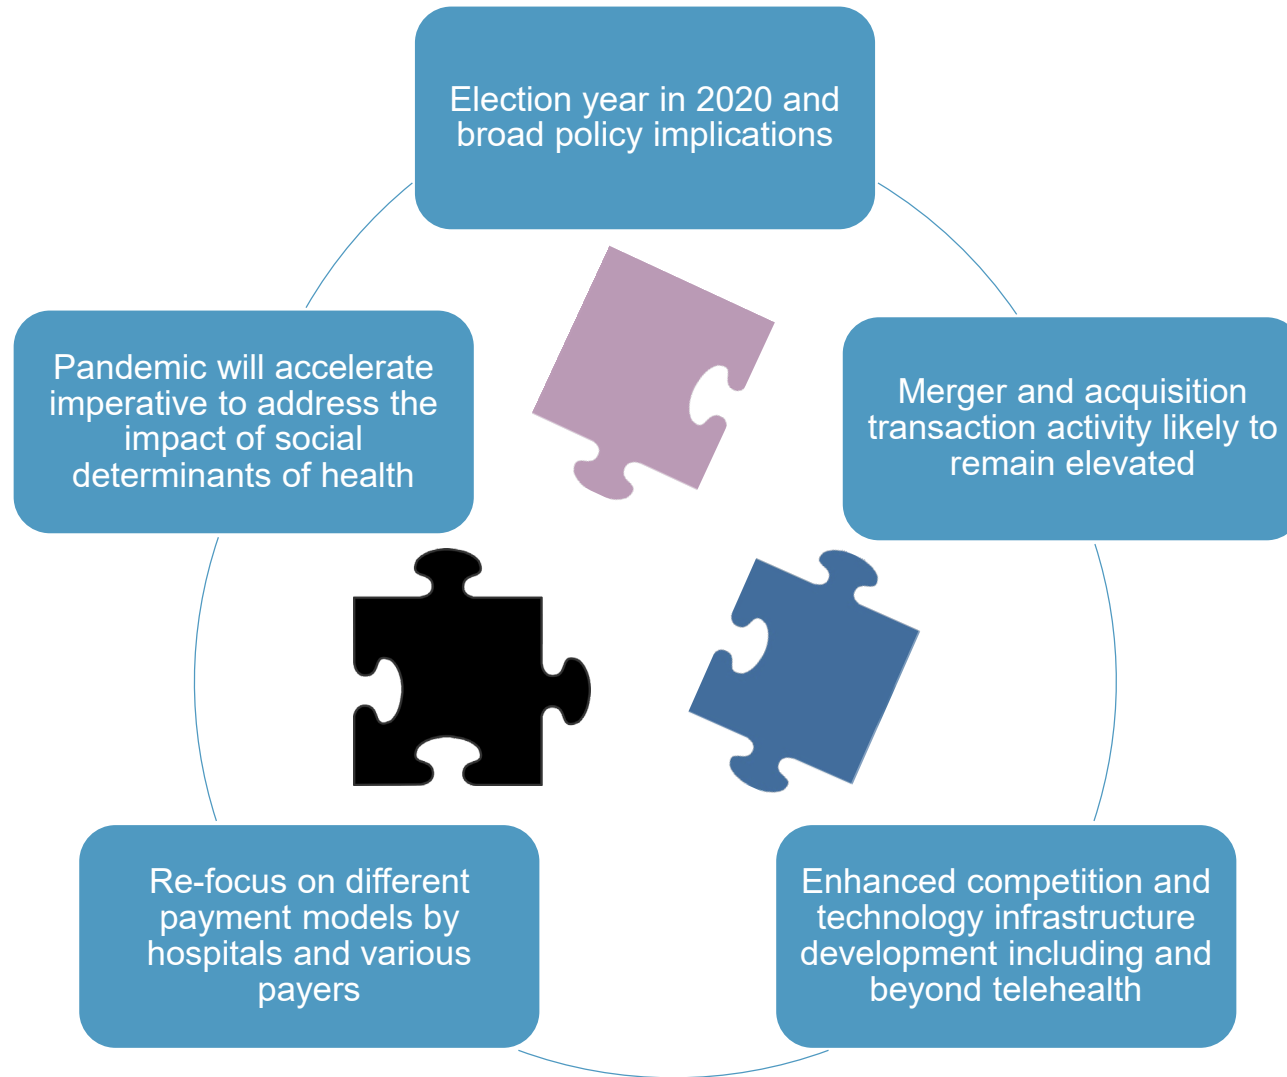 Election year in 2020 and
broad policy implications
Pandemic will accelerate
imperative to address the
impact of social
determinants of health
Merger and acquisition
transaction activity likely to
remain elevated
Re-focus on different
payment models by
hospitals and various
payers
Enhanced competition and
technology infrastructure
development including and
beyond telehealth